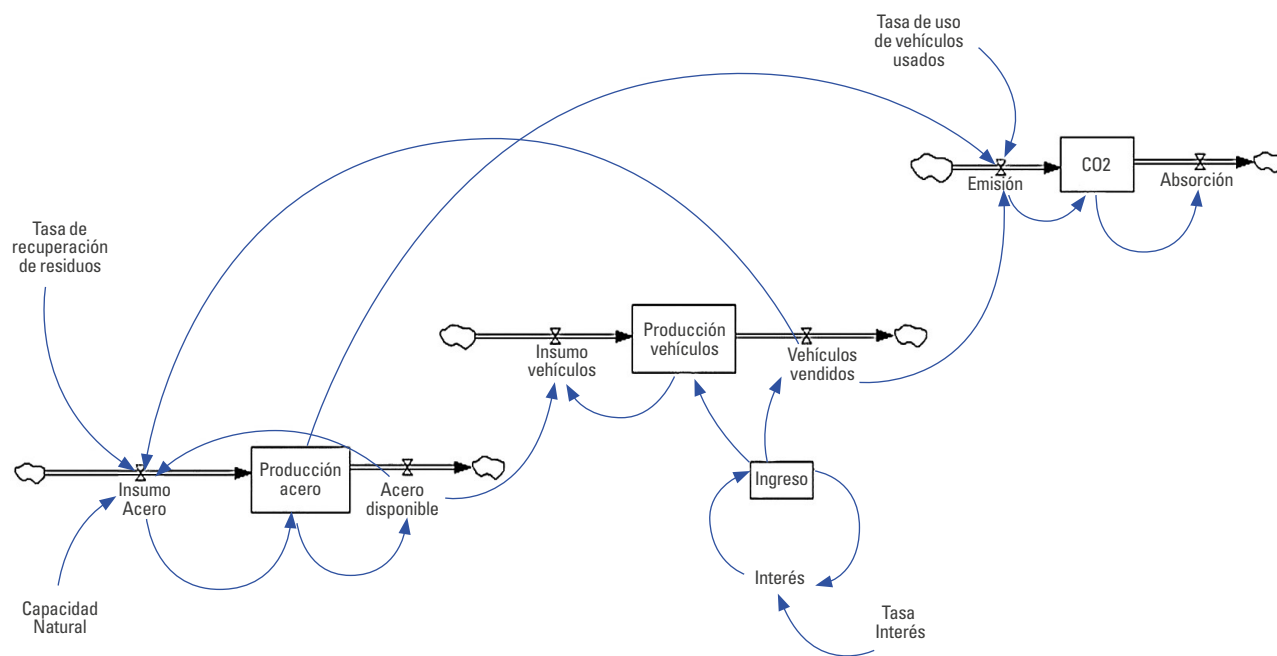 Tasa de uso
de vehículos
usados
Emisión
CO2
Absorción
Tasa de
recuperación
de residuos
Insumo
vehículos
Producción
vehículos
Vehículos
vendidos
Insumo
Acero
Producción
acero
Acero
disponible
Ingreso
Capacidad
Natural
Interés
Tasa
Interés